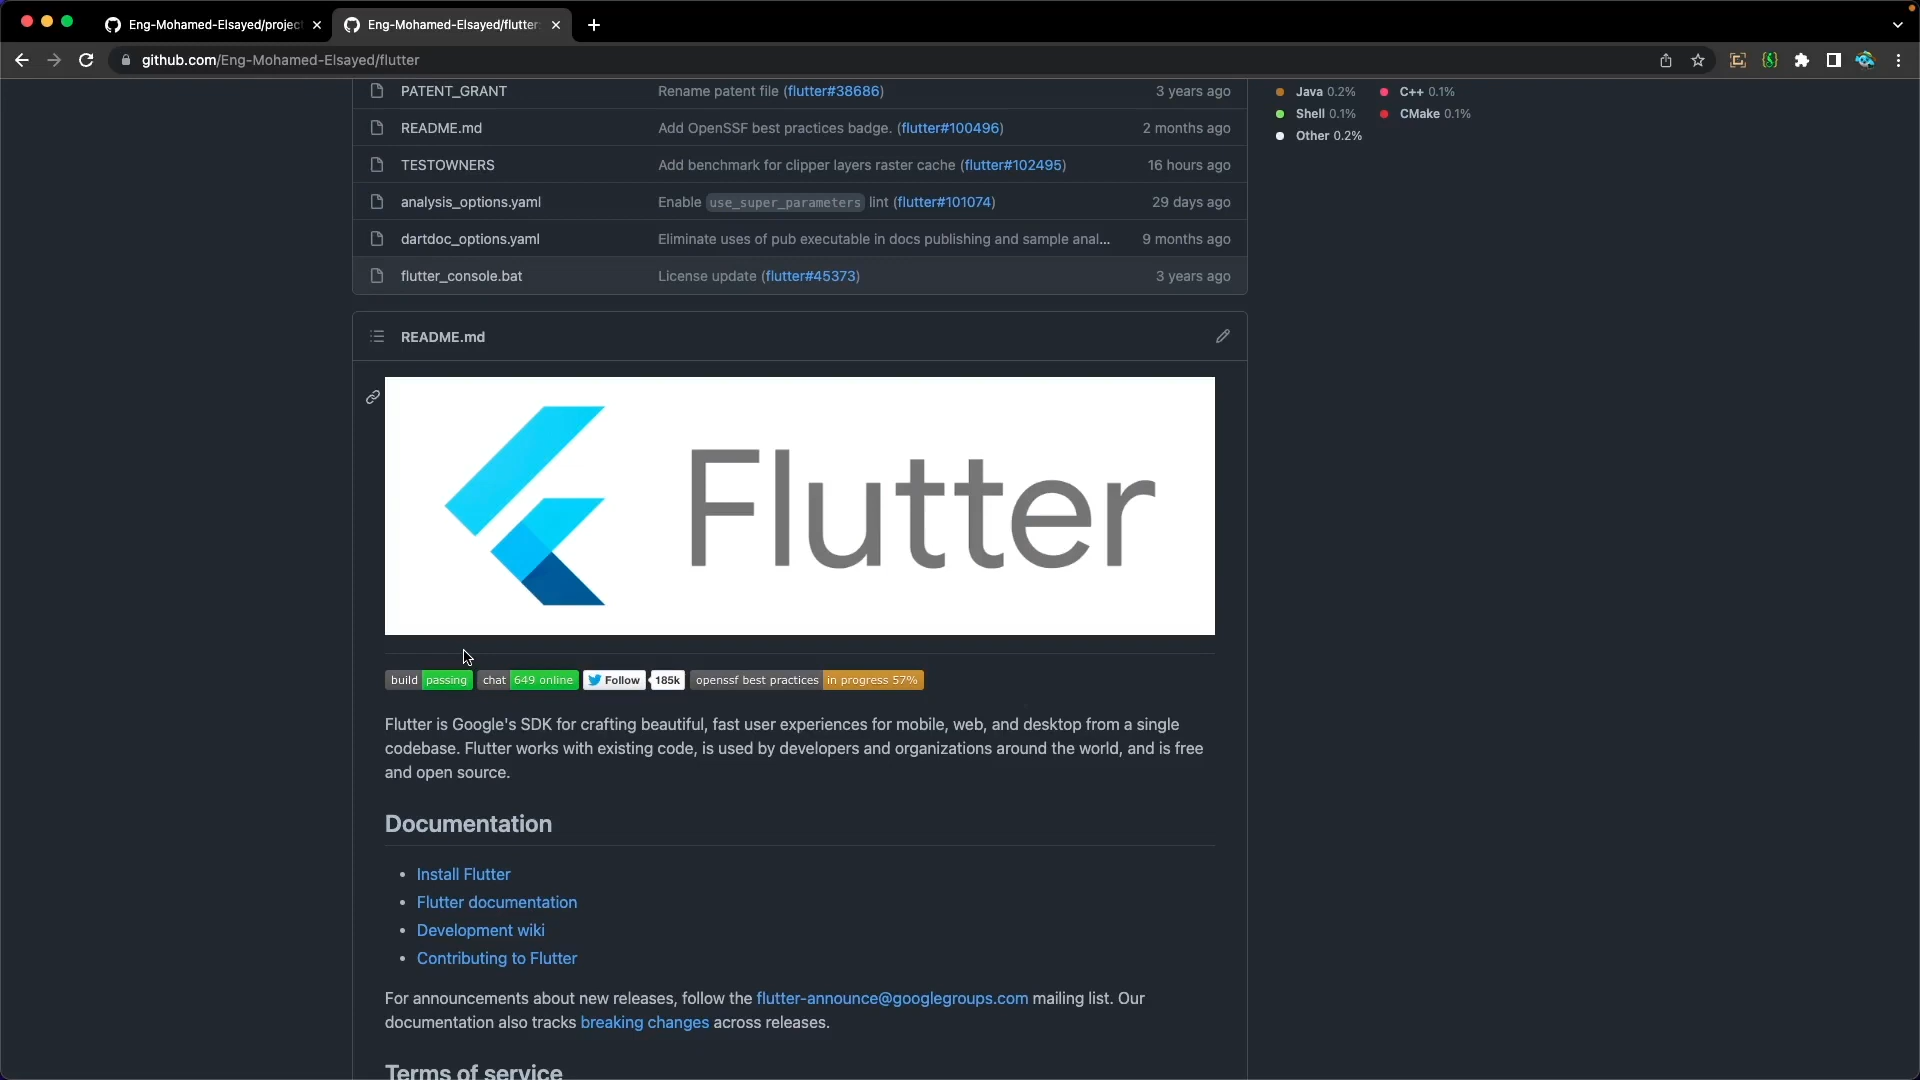 Eng-Mohamed-Elsayed/projec
Eng-Mohamed-Elsayed/flutter
github.com/Eng-Mohamed-Elsayed/flutter
PATENT_GRANT Rename patent file (flutter#38686) 3 years ago
README.md Add OpenSSF best practices badge. (flutter#100496) 2 months ago
TESTOWNERS Add benchmark for clipper layers raster cache (flutter#102495) 16 hours ago
analysis_options.yaml Enable use_super_parameters lint (flutter#101074) 29 days ago
dartdoc_options.yaml Eliminate uses of pub executable in docs publishing and sample anal... 9 months ago
flutter_console.bat License update (flutter#45373) 3 years ago
Java 0.2% C++ 0.1%
Shell 0.1% CMake 0.1%
Other 0.2%
README.md
Flutter
build passing chat 649 online Follow 185k openssf best practices in progress 57%
Flutter is Google's SDK for crafting beautiful, fast user experiences for mobile, web, and desktop from a single
codebase. Flutter works with existing code, is used by developers and organizations around the world, and is free
and open source.
Documentation
• Install Flutter
• Flutter documentation
• Development wiki
• Contributing to Flutter
For announcements about new releases, follow the flutter-announce@googlegroups.com mailing list. Our
documentation also tracks breaking changes across releases.
Terms of service